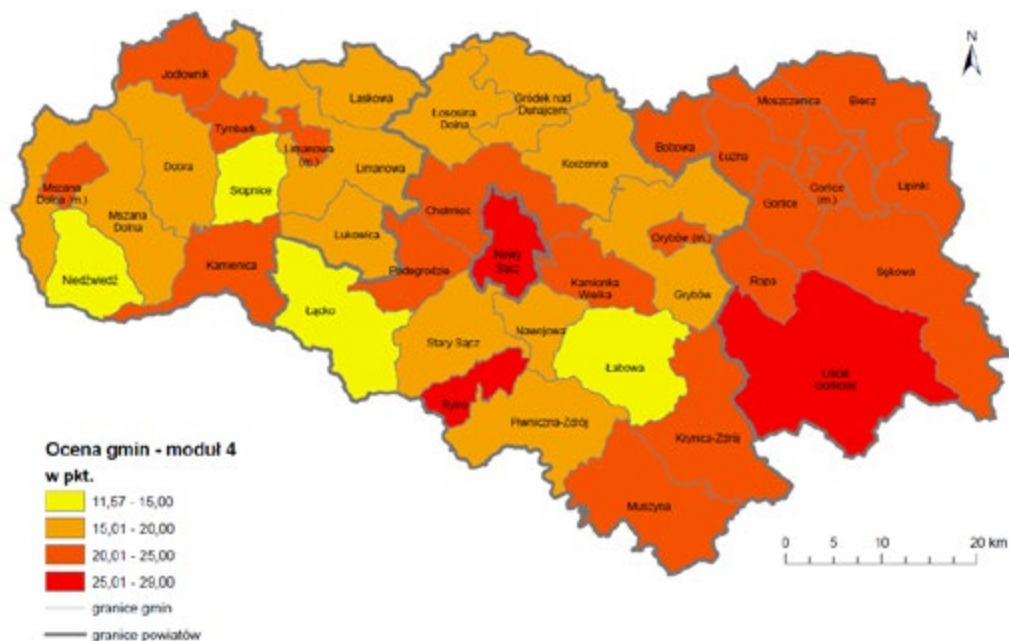 N
Jodłownik
Laskowa
Gródek nad
Dunajcem
Łososina
Dolna
Moszczenica
Biecz
Tymbark
Limanowa
(m.)
Bobowa
Łużna
Dobra
Limanowa
Korzenna
Gorlice
(m.)
Lipinki
Mszana
Dolna (m.)
Słopnice
Chełmiec
Gorlice
Mszana
Dolna
Łukowica
Grybów (m.)
Nowy
Sącz
Kamienica
Podegrodzie
Sękowa
Niedźwiedź
Kamionka
Wielka
Ropa
Grybów
Łącko
Stary Sącz
Nawojowa
Łabowa
Uście
Gorlickie
Rytro
Piwniczna-Zdrój
Krynica-Zdrój
Muszyna
Ocena gmin - moduł 4
w pkt.
11,57 - 15,00
15,01 - 20,00
20,01 - 25,00
25,01 - 29,00
granice gmin
granice powiatów
0 5 10 20 km